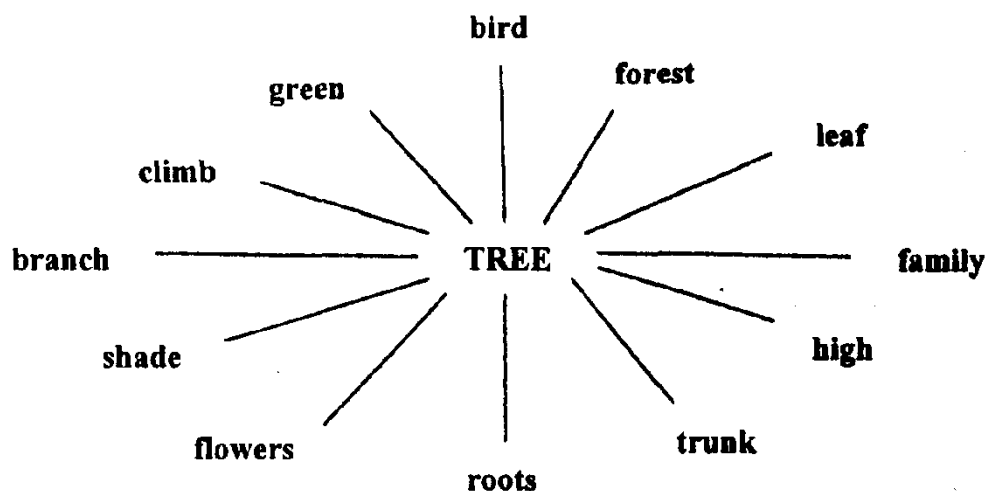 bird
forest
green
leaf
climb
branch
TREE
family
shade
high
flowers
trunk
roots